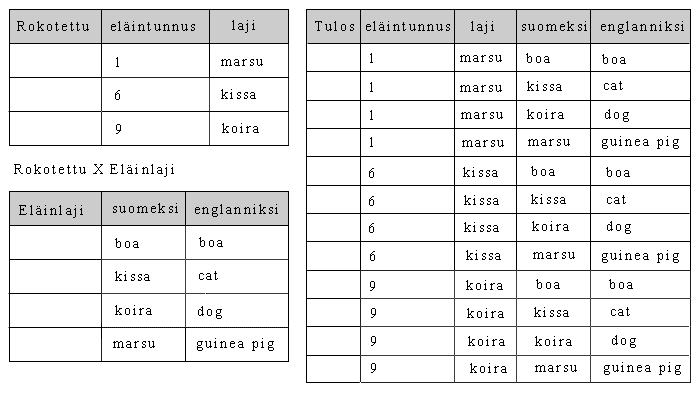 Rokotettu eläintunnus laji
1 marsu
6 kissa
9 koira
Rokotettu X Eläinlaji
Eläinlaji suomeksi englanniksi
boa boa
kissa cat
koira dog
marsu guinea pig
Tulos eläintunnus laji suomeksi englanniksi
1 marsu boa boa
1 marsu kissa cat
1 marsu koira dog
1 marsu marsu guinea pig
6 kissa boa boa
6 kissa kissa cat
6 kissa koira dog
6 kissa marsu guinea pig
9 koira boa boa
9 koira kissa cat
9 koira koira dog
9 koira marsu guinea pig